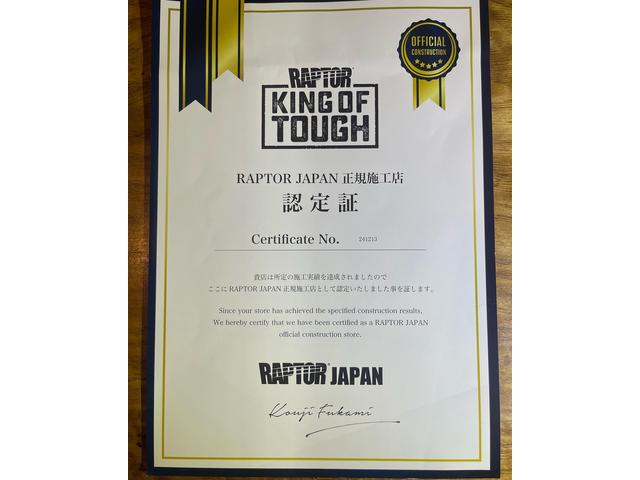 OFFICIAL
CONSTRUCTION
RAPTOR
KING OF
TOUGH
RAPTOR JAPAN 正規施工店
認定証
Certificate No. 241213
貴店は所定の施工実績を達成されましたので
ここに RAPTOR JAPAN 正規施工店として認定いたしました事を証します。
Since your store has achieved the specified construction results,
We hereby certify that we have been certified as a RAPTOR JAPAN
official construction store.
RAPTOR® JAPAN
Kouji Fukami